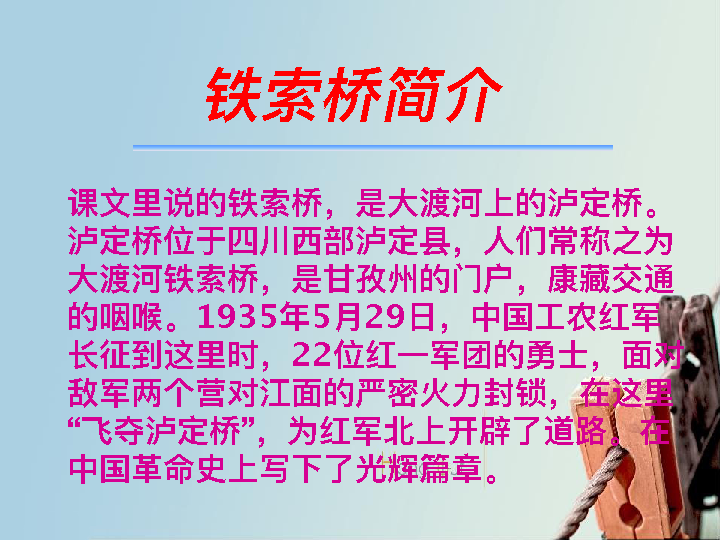 铁索桥简介
课文里说的铁索桥，是大渡河上的泸定桥。
泸定桥位于四川西部泸定县，人们常称之为
大渡河铁索桥，是甘孜州的门户，康藏交通
的咽喉。1935年5月29日，中国工农红军
长征到这里时，22位红一军团的勇士，面对
敌军两个营对江面的严密火力封锁，在这里
“飞夺泸定桥”，为红军北上开辟了道路。在
中国革命史上写下了光辉篇章。